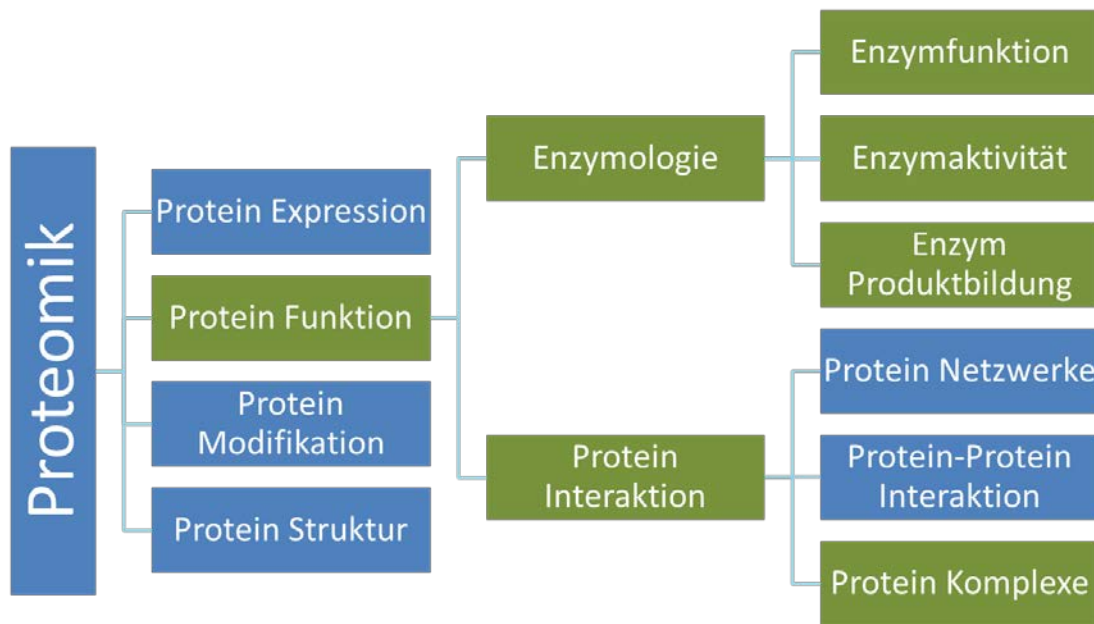 Proteomik
Protein Expression
Protein Funktion
Protein
Modifikation
Protein Struktur
Enzymologie
Protein
Interaktion
Enzymfunktion
Enzymaktivität
Enzym
Produktbildung
Protein Netzwerke
Protein-Protein
Interaktion
Protein Komplexe